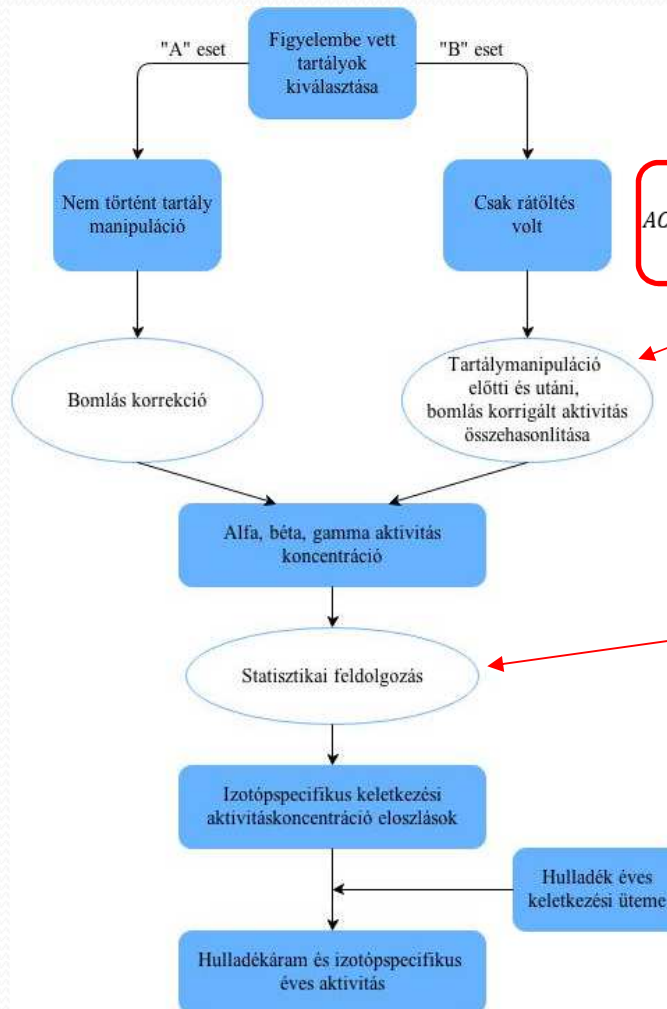 "A" eset
Figyelembe vett
tartályok
kiválasztása
"B" eset
Nem történt tartály
manipuláció
Csak rátöltés
volt
Bomlás korrekció
Tartálymanipuláció
előtti és utáni,
bomlás korrigált aktivitás
összehasonlítása
Alfa, béta, gamma aktivitás
koncentráció
Statisztikai feldolgozás
Izotópspecifikus keletkezési
aktivitáskoncentráció eloszlások
Hulladék éves
keletkezési üteme
Hulladékáram és izotópspecifikus
éves aktivitás